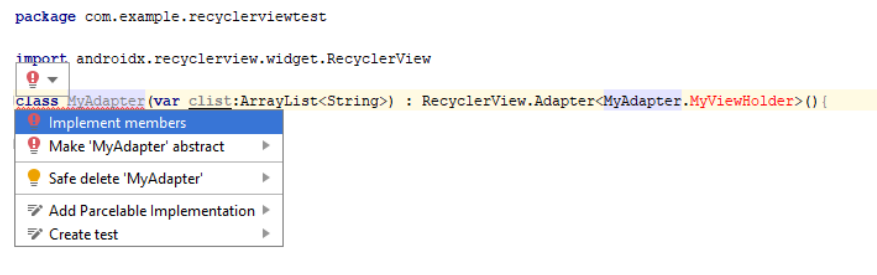 package com.example.recyclerviewtest
import androidx.recyclerview.widget.RecyclerView
class MyAdapter(var clist:ArrayList<String>) : RecyclerView.Adapter<MyAdapter.MyViewHolder>(){
Implement members
Make 'MyAdapter' abstract
Safe delete 'MyAdapter'
Add Parcelable Implementation
Create test